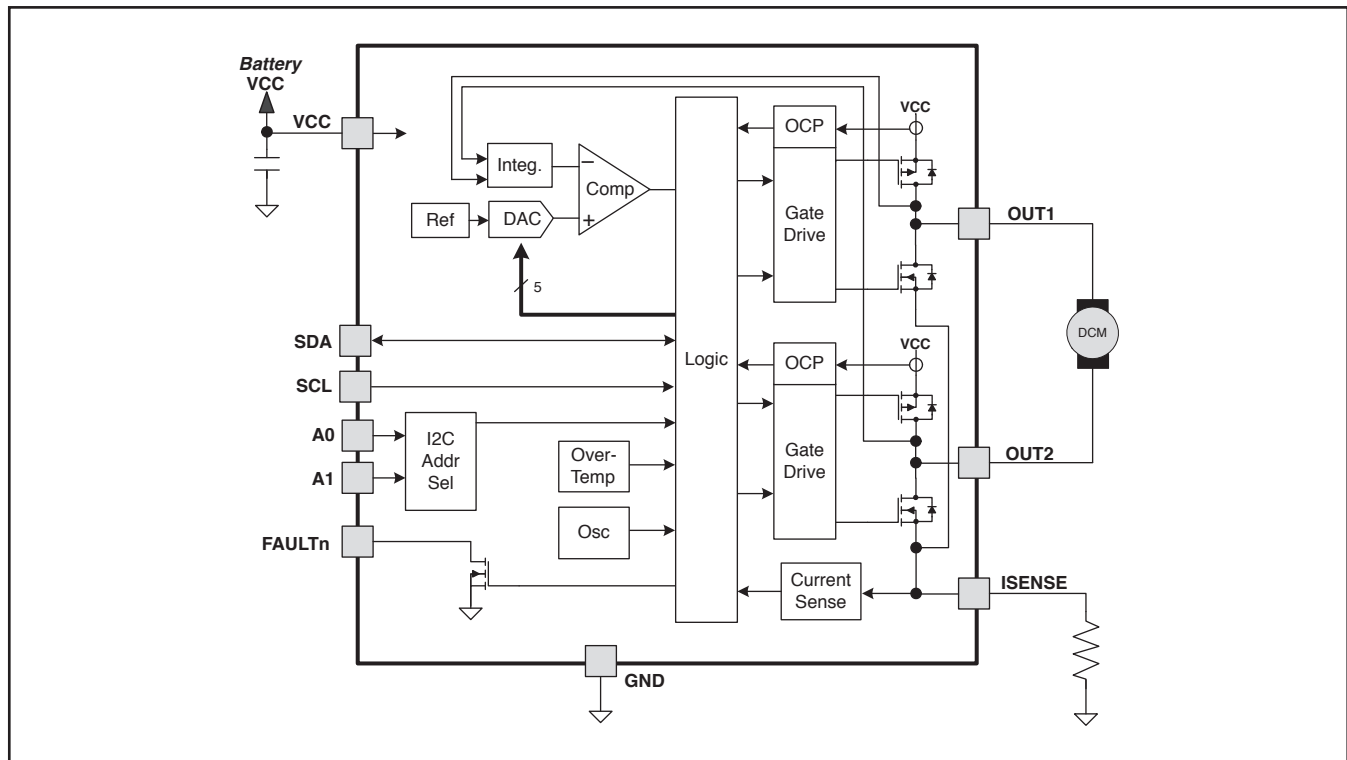 Battery
VCC
VCC
Integ.
Comp
Ref
DAC
5
OCP
VCC
Gate
Drive
OUT1
DCM
SDA
SCL
A0
A1
I2C
Addr
Sel
Logic
OCP
VCC
Gate
Drive
OUT2
Over-
Temp
Osc
FAULTn
Current
Sense
ISENSE
GND